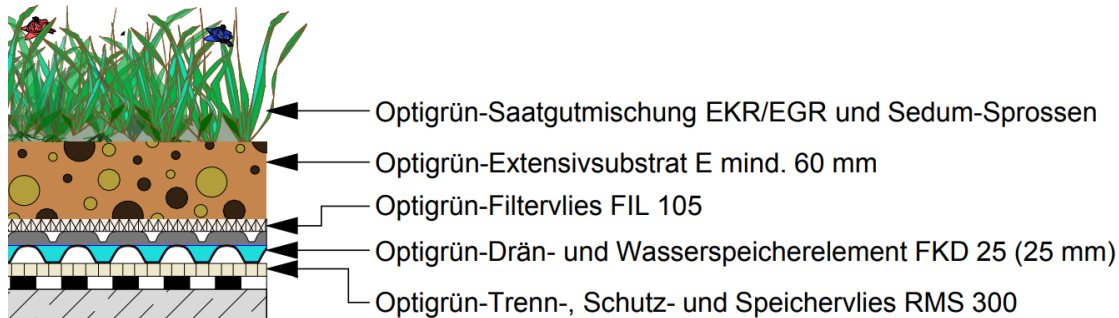 Optigrün-Saatgutmischung EKR/EGR und Sedum-Sprossen
Optigrün-Extensivsubstrat E mind. 60 mm
Optigrün-Filtervlies FIL 105
Optigrün-Drän- und Wasserspeicherelement FKD 25 (25 mm)
Optigrün-Trenn-, Schutz- und Speichervlies RMS 300